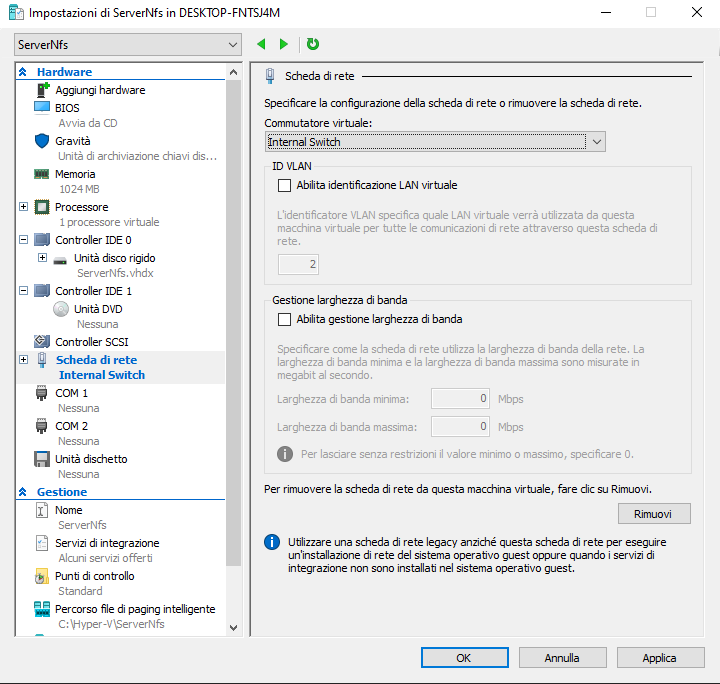 Impostazioni di ServerNfs in DESKTOP-FNTSJ4M
ServerNfs
Hardware
Aggiungi hardware
BIOS
Avvia da CD
Gravità
Unità di archiviazione chiavi dis...
Memoria
1024 MB
Processore
1 processore virtuale
Controller IDE 0
Unità disco rigido
ServerNfs.vhdx
Controller IDE 1
Unità DVD
Nessuna
Controller SCSI
Scheda di rete
Internal Switch
COM 1
Nessuna
COM 2
Nessuna
Unità dischetto
Nessuna
Gestione
Nome
ServerNfs
Servizi di integrazione
Alcuni servizi offerti
Punti di controllo
Standard
Percorso file di paging intelligente
C:\Hyper-V\ServerNfs
Scheda di rete
Specificare la configurazione della scheda di rete o rimuovere la scheda di rete.
Commutatore virtuale:
Internal Switch
ID VLAN
Abilita identificazione LAN virtuale
L'identificatore VLAN specifica quale LAN virtuale verrà utilizzata da questa
macchina virtuale per tutte le comunicazioni di rete attraverso questa scheda di
rete.
2
Gestione larghezza di banda
Abilita gestione larghezza di banda
Specificare come la scheda di rete utilizza la larghezza di banda della rete. La
larghezza di banda minima e la larghezza di banda massima sono misurate in
megabit al secondo.
Larghezza di banda minima: 0 Mbps
Larghezza di banda massima: 0 Mbps
Per lasciare senza restrizioni il valore minimo o massimo, specificare 0.
Per rimuovere la scheda di rete da questa macchina virtuale, fare clic su Rimuovi.
Rimuovi
Utilizzare una scheda di rete legacy anziché questa scheda di rete per eseguire
un'installazione di rete del sistema operativo guest oppure quando i servizi di
integrazione non sono installati nel sistema operativo guest.
OK Annulla Applica